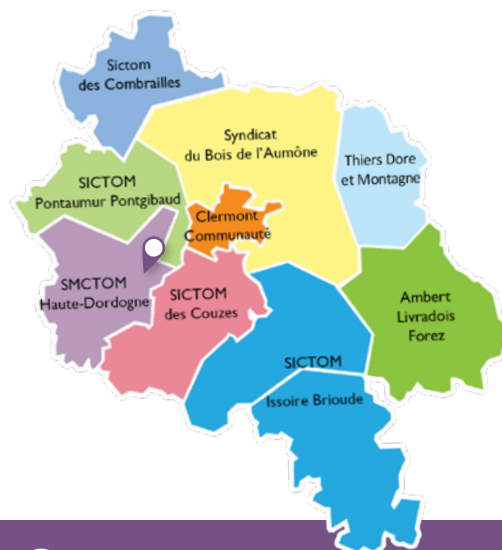 Sictom
des Combrailles
Syndicat
du Bois de l'Aumône
Thiers Dore
et Montagne
SICTOM
Pontaumur Pontgibaud
Clermont
Communauté
SMCTOM
Haute-Dordogne
SICTOM
des Couzes
Ambert
Livradois
Forez
SICTOM
Issoire Brioude